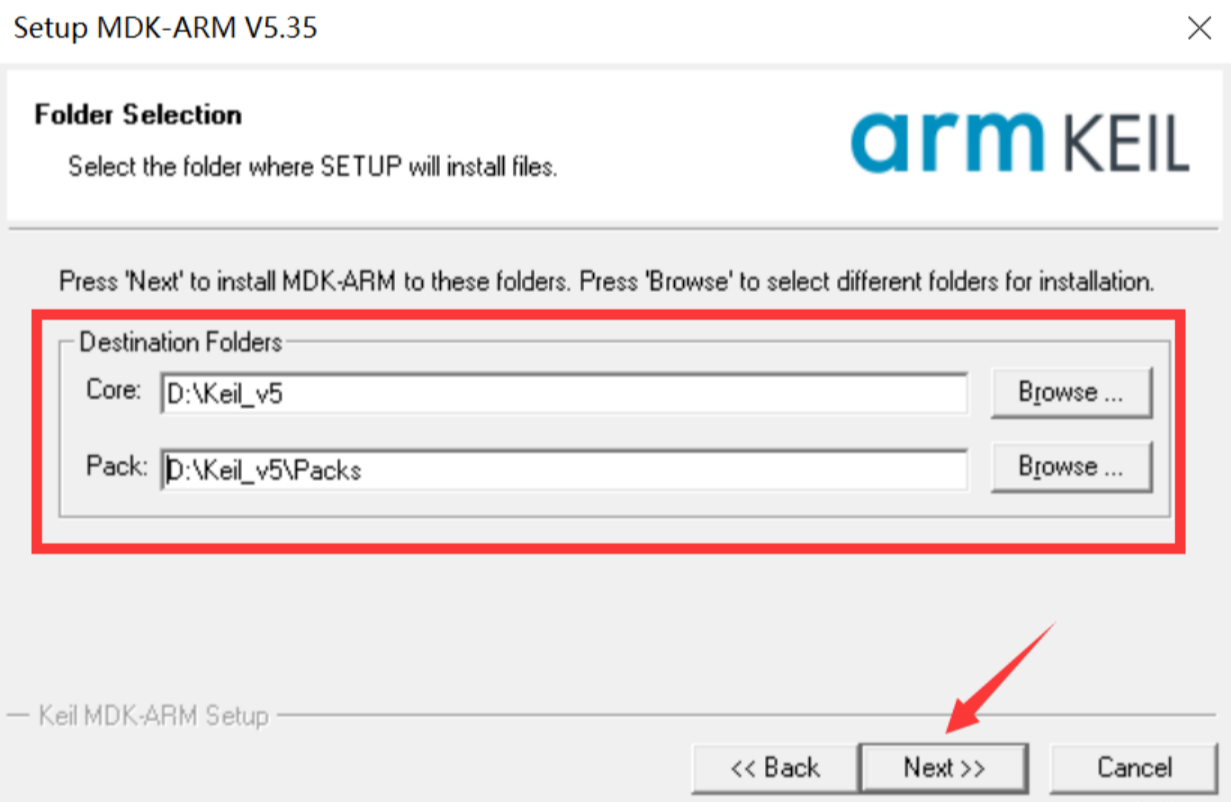 Setup MDK-ARM V5.35
Folder Selection
Select the folder where SETUP will install files.
arm KEIL
Press 'Next' to install MDK-ARM to these folders. Press 'Browse' to select different folders for installation.
Destination Folders
Core: D:\Keil_v5 Browse ...
Pack: D:\Keil_v5\Packs Browse ...
Keil MDK-ARM Setup
<< Back Next >> Cancel